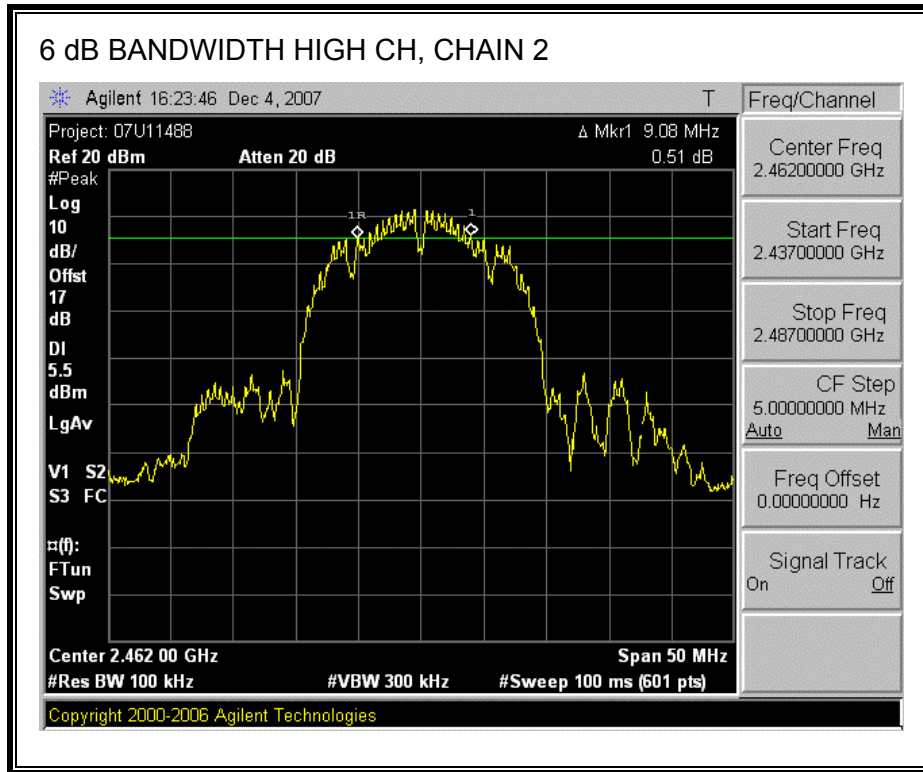 6 dB BANDWIDTH HIGH CH, CHAIN 2
Agilent 16:23:46 Dec 4, 2007 T
Project: 07U11488 Δ Mkr1 9.08 MHz
Ref 20 dBm Atten 20 dB 0.51 dB
#Peak
Log
10
dB/
Offst
17
dB
DI
5.5
dBm
LgAv
V1 S2
S3 FC
¤(f):
FTun
Swp
1R
1
Center 2.462 00 GHz Span 50 MHz
#Res BW 100 kHz #VBW 300 kHz #Sweep 100 ms (601 pts)
Copyright 2000-2006 Agilent Technologies
Freq/Channel
Center Freq
2.46200000 GHz
Start Freq
2.43700000 GHz
Stop Freq
2.48700000 GHz
CF Step
5.00000000 MHz
Auto Man
Freq Offset
0.00000000 Hz
Signal Track
On Off